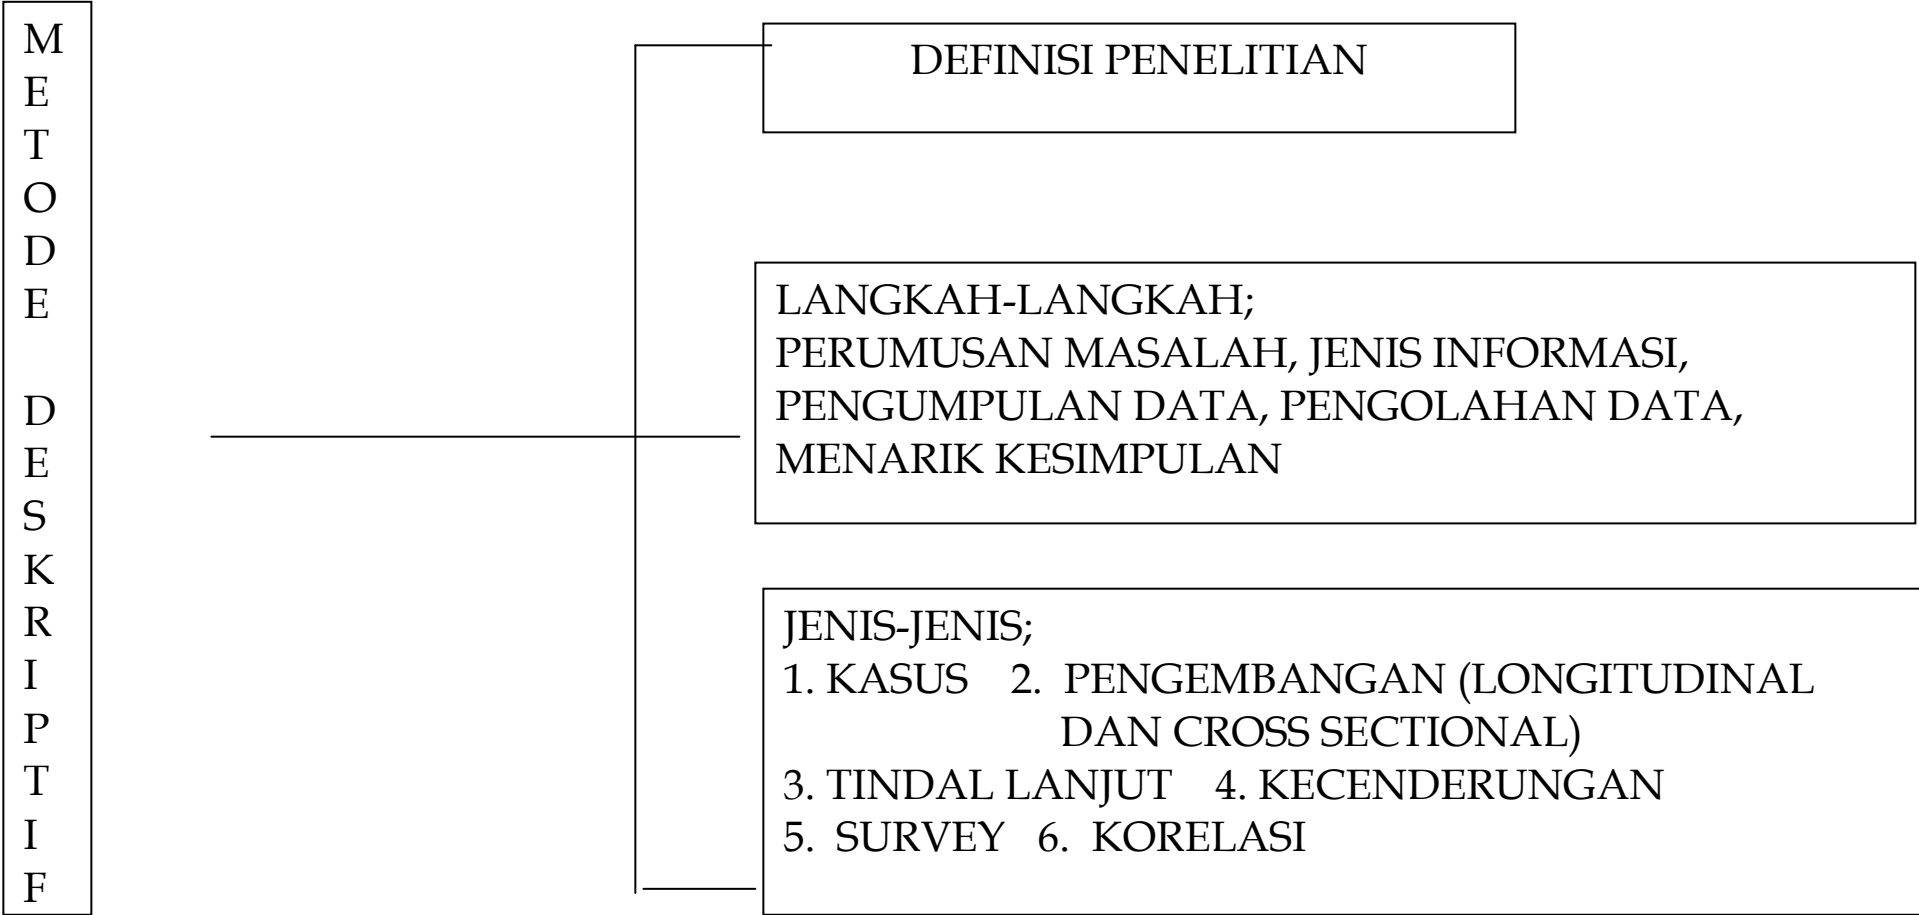 M
E
T
O
D
E
D
E
S
K
R
I
P
T
I
F
DEFINISI PENELITIAN
LANGKAH-LANGKAH;
PERUMUSAN MASALAH, JENIS INFORMASI,
PENGUMPULAN DATA, PENGOLAHAN DATA,
MENARIK KESIMPULAN
JENIS-JENIS;
1. KASUS 2. PENGEMBANGAN (LONGITUDINAL
DAN CROSS SECTIONAL)
3. TINDAL LANJUT 4. KECENDERUNGAN
5. SURVEY 6. KORELASI